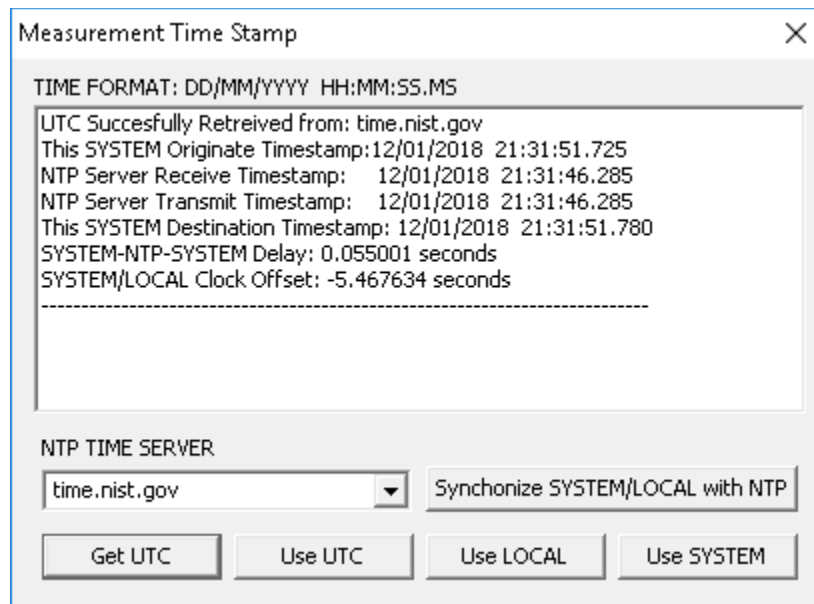 Measurement Time Stamp
TIME FORMAT: DD/MM/YYYY HH:MM:SS.MS
UTC Succesfully Retreived from: time.nist.gov
This SYSTEM Originate Timestamp:12/01/2018 21:31:51.725
NTP Server Receive Timestamp: 12/01/2018 21:31:46.285
NTP Server Transmit Timestamp: 12/01/2018 21:31:46.285
This SYSTEM Destination Timestamp: 12/01/2018 21:31:51.780
SYSTEM-NTP-SYSTEM Delay: 0.055001 seconds
SYSTEM/LOCAL Clock Offset: -5.467634 seconds
----------------------------------------------------------------------------
NTP TIME SERVER
time.nist.gov
Synchonize SYSTEM/LOCAL with NTP
Get UTC
Use UTC
Use LOCAL
Use SYSTEM